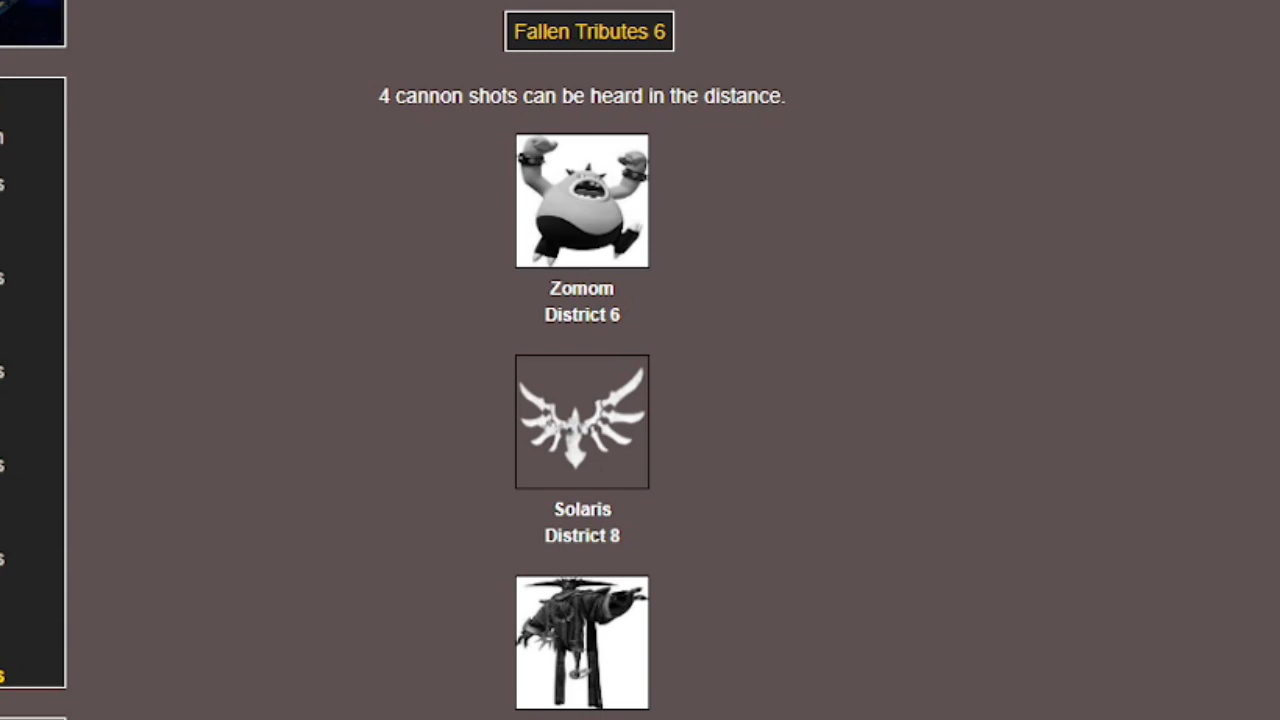 Fallen Tributes 6
4 cannon shots can be heard in the distance.
Zomom
District 6
Solaris
District 8